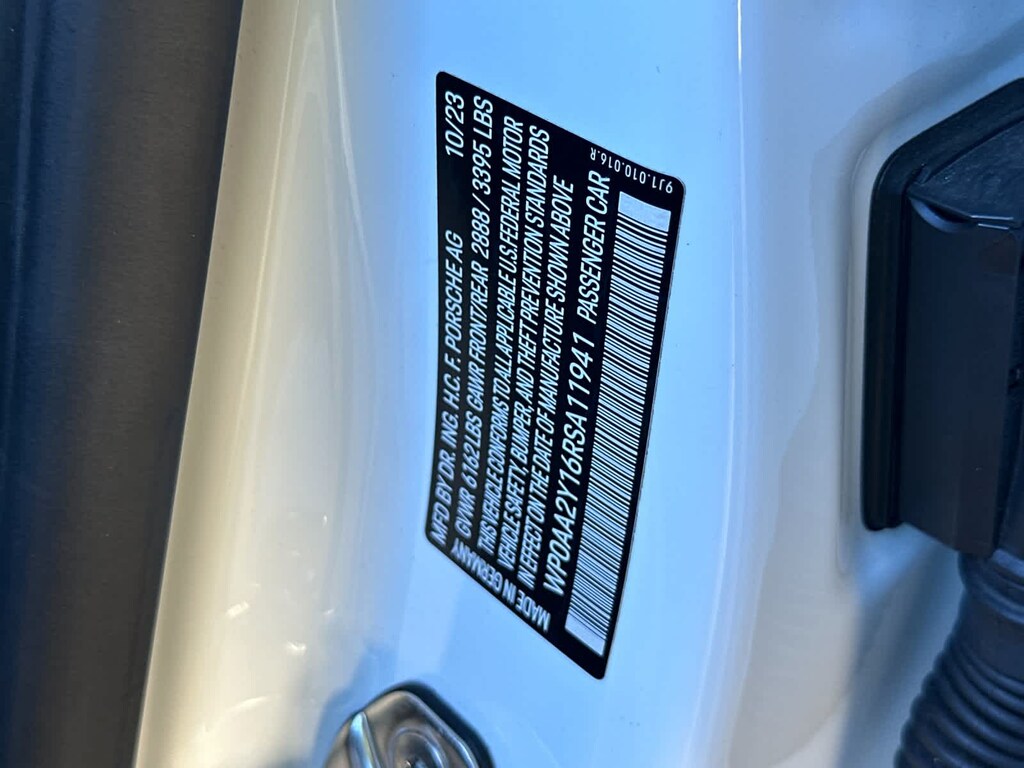 MFD BY DR. ING. H.C. F. PORSCHE AG 10/23
GVWR 6162 LBS GAWR FRONT/REAR 2888 / 3395 LBS
THIS VEHICLE CONFORMS TO ALL APPLICABLE U.S. FEDERAL MOTOR
VEHICLE SAFETY, BUMPER, AND THEFT PREVENTION STANDARDS
IN EFFECT ON THE DATE OF MANUFACTURE SHOWN ABOVE
WP0AA2Y16RSA11941 PASSENGER CAR
MADE IN GERMANY
9J1.010.016.R